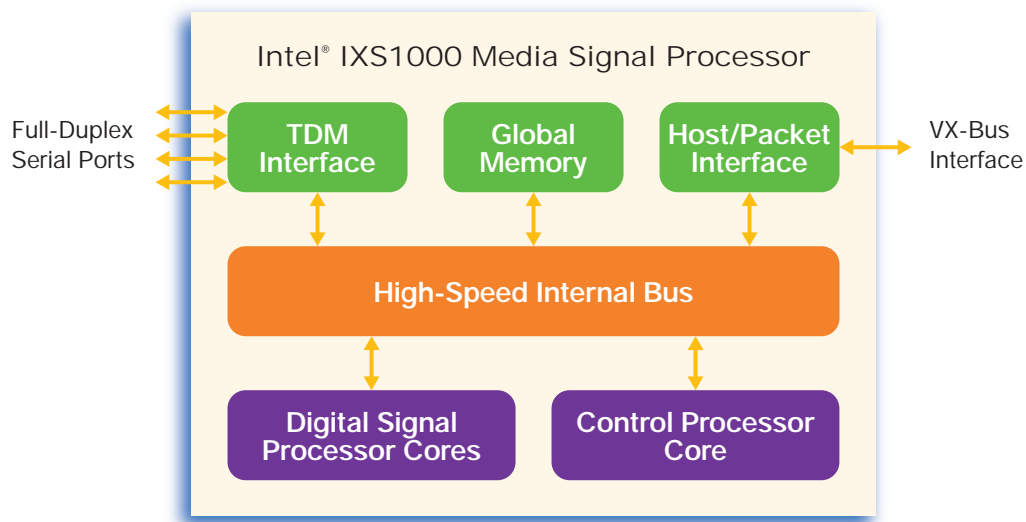 Intel® IXS1000 Media Signal Processor
Full-Duplex
Serial Ports
TDM
Interface
Global
Memory
Host/Packet
Interface
VX-Bus
Interface
High-Speed Internal Bus
Digital Signal
Processor Cores
Control Processor
Core